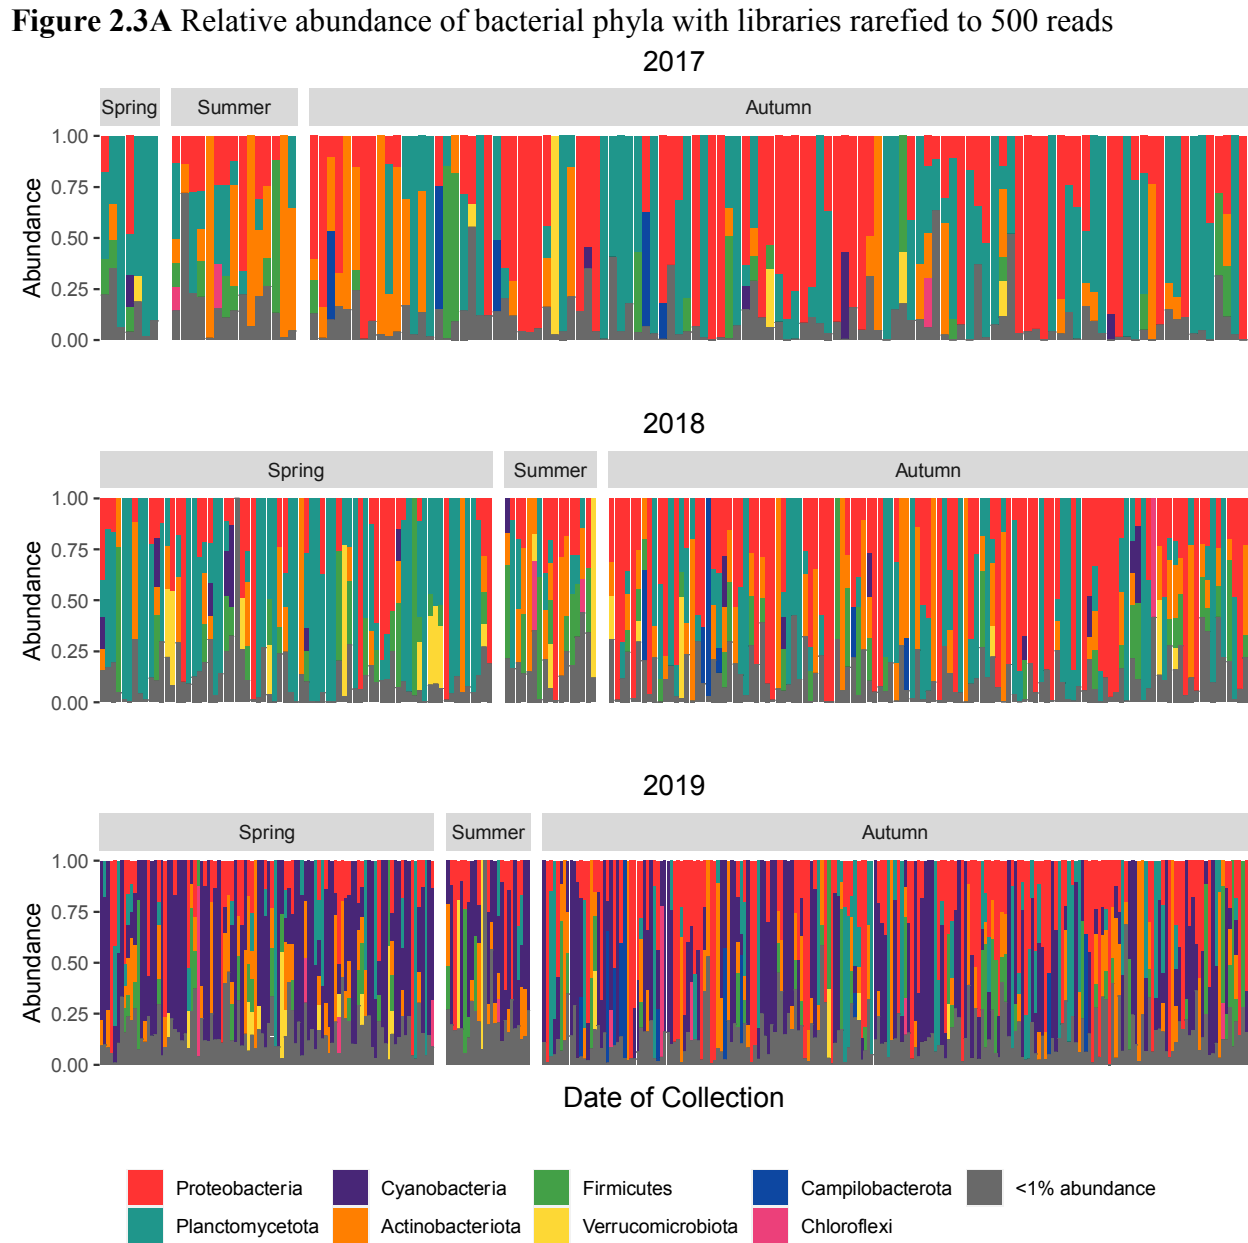 Figure 2.3A Relative abundance of bacterial phyla with libraries rarefied to 500 reads
2017
Spring Summer Autumn
1.00
0.75
0.50
0.25
0.00
Abundance
2018
Spring Summer Autumn
1.00
0.75
0.50
0.25
0.00
Abundance
2019
Spring Summer Autumn
1.00
0.75
0.50
0.25
0.00
Abundance
Date of Collection
Proteobacteria Cyanobacteria Firmicutes Campilobacterota <1% abundance
Planctomycetota Actinobacteriota Verrucomicrobiota Chloroflexi